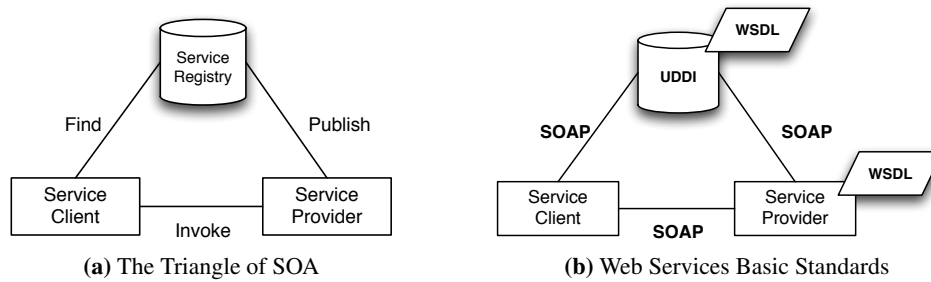 Service
Registry
Find
Publish
Service
Client
Service
Provider
Invoke
(a) The Triangle of SOA
WSDL
UDDI
SOAP
SOAP
WSDL
Service
Client
Service
Provider
SOAP
(b) Web Services Basic Standards